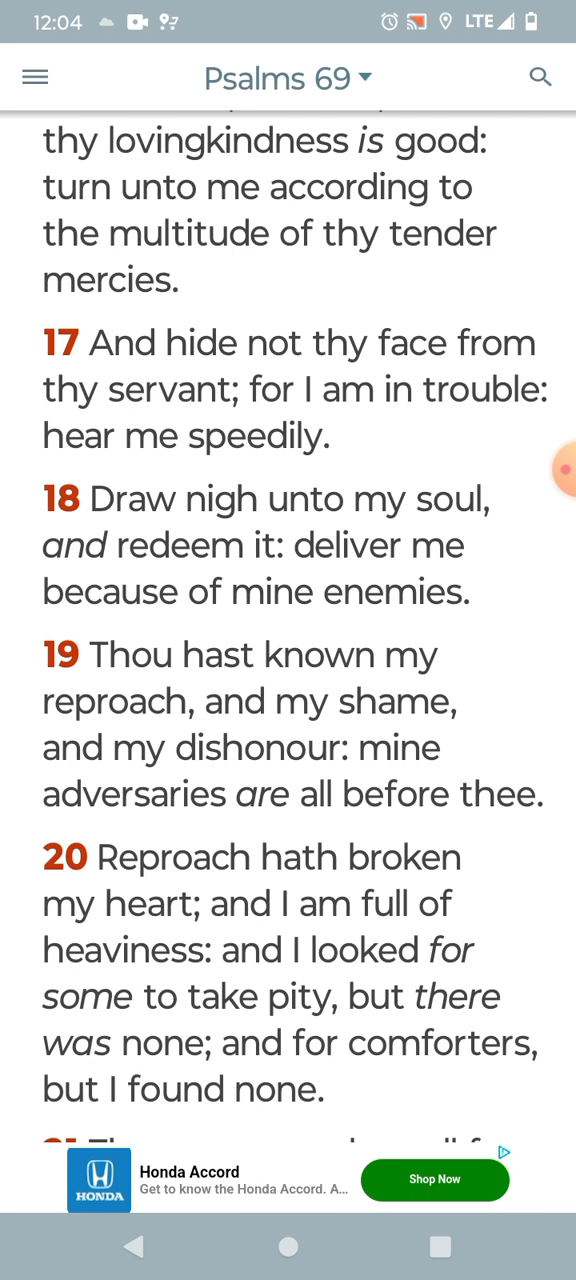 12:04
LTE
Psalms 69
thy lovingkindness is good:
turn unto me according to
the multitude of thy tender
mercies.
17 And hide not thy face from
thy servant; for I am in trouble:
hear me speedily.
18 Draw nigh unto my soul,
and redeem it: deliver me
because of mine enemies.
19 Thou hast known my
reproach, and my shame,
and my dishonour: mine
adversaries are all before thee.
20 Reproach hath broken
my heart; and I am full of
heaviness: and I looked for
some to take pity, but there
was none; and for comforters,
but I found none.
HONDA
Honda Accord
Get to know the Honda Accord. A...
Shop Now